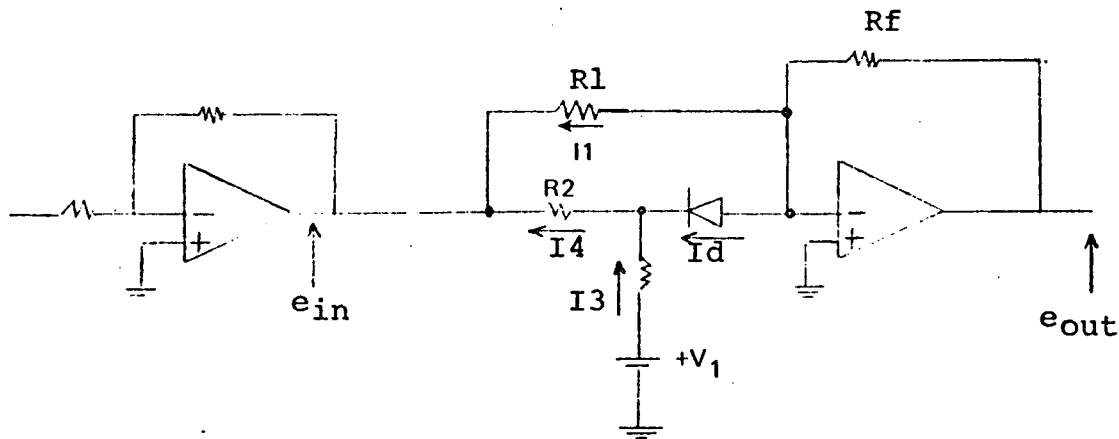 Rf
R1
I1
R2
I4
Id
I3
+V1
ein
eout
-
+
-
+